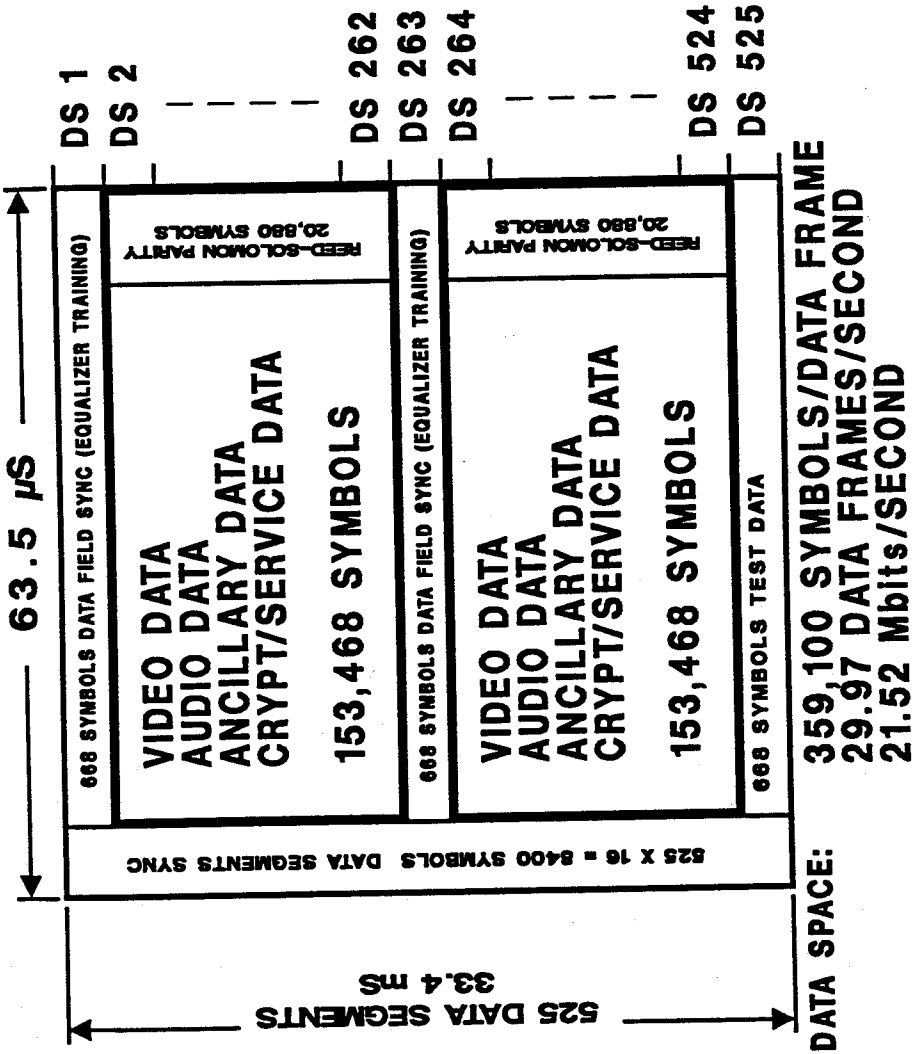 63.5 µS
668 SYMBOLS DATA FIELD SYNC (EQUALIZER TRAINING)
DS 1
DS 2
VIDEO DATA
AUDIO DATA
ANCILLARY DATA
CRYPT/SERVICE DATA
153,468 SYMBOLS
REED-SOLOMON PARITY
20,880 SYMBOLS
DS 262
668 SYMBOLS DATA FIELD SYNC (EQUALIZER TRAINING)
DS 263
DS 264
VIDEO DATA
AUDIO DATA
ANCILLARY DATA
CRYPT/SERVICE DATA
153,468 SYMBOLS
REED-SOLOMON PARITY
20,880 SYMBOLS
DS 524
668 SYMBOLS TEST DATA
DS 525
525 X 16 = 8400 SYMBOLS DATA SEGMENTS SYNC
525 DATA SEGMENTS
33.4 mS
DATA SPACE: 359,100 SYMBOLS/DATA FRAME
29.97 DATA FRAMES/SECOND
21.52 Mbits/SECOND